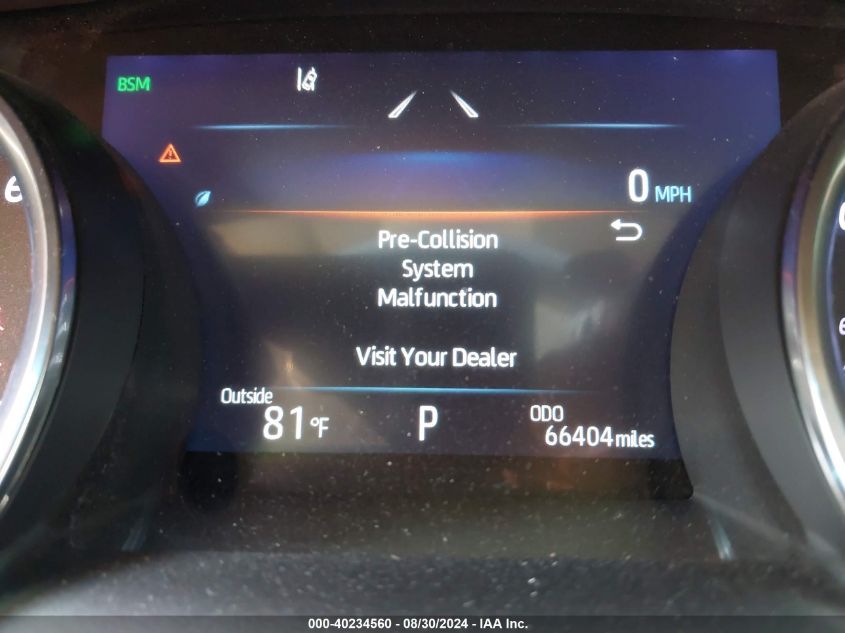 BSM
6
0 MPH
Pre-Collision
System
Malfunction
Visit Your Dealer
Outside
81°F
P
ODO
66404 miles
000-40234560 - 08/30/2024 - IAA Inc.